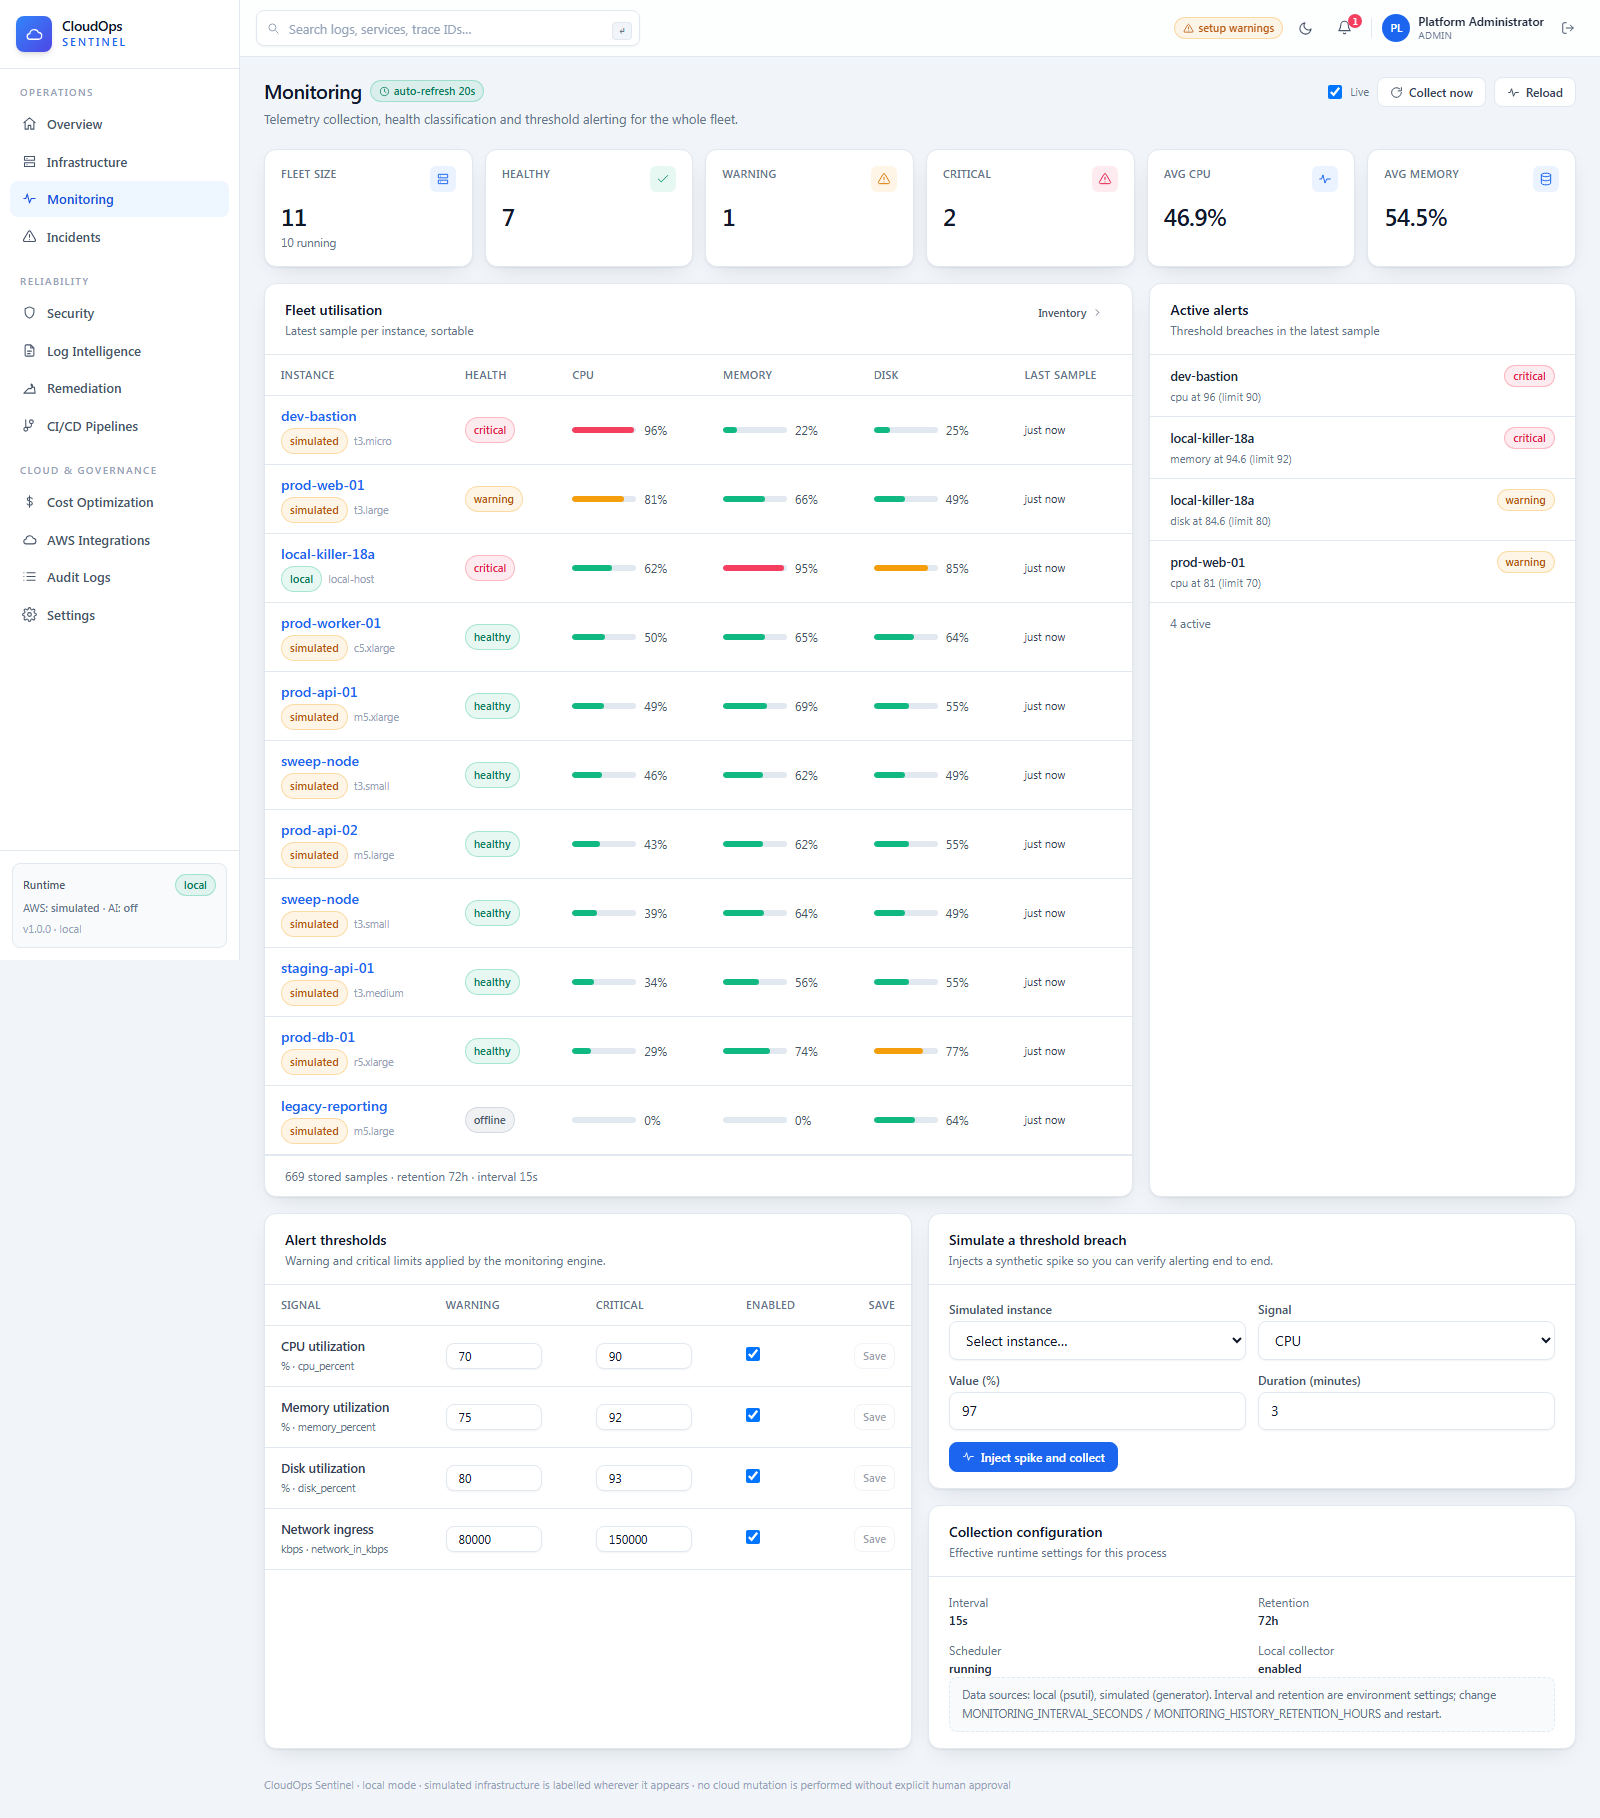 CloudOps
SENTINEL
OPERATIONS
Overview
Infrastructure
Monitoring
Incidents
RELIABILITY
Security
Log Intelligence
Remediation
CI/CD Pipelines
CLOUD & GOVERNANCE
Cost Optimization
AWS Integrations
Audit Logs
Settings
Runtime local
AWS: simulated · AI: off
v1.0.0 · local
Search logs, services, trace IDs...
setup warnings
1
PL
Platform Administrator
ADMIN
Monitoring auto-refresh 20s
Telemetry collection, health classification and threshold alerting for the whole fleet.
Live Collect now Reload
FLEET SIZE
11
10 running
HEALTHY
7
WARNING
1
CRITICAL
2
AVG CPU
46.9%
AVG MEMORY
54.5%
Fleet utilisation
Latest sample per instance, sortable
Inventory
INSTANCE HEALTH CPU MEMORY DISK LAST SAMPLE
dev-bastion
simulated t3.micro
critical 96% 22% 25% just now
prod-web-01
simulated t3.large
warning 81% 66% 49% just now
local-killer-18a
local local-host
critical 62% 95% 85% just now
prod-worker-01
simulated c5.xlarge
healthy 50% 65% 64% just now
prod-api-01
simulated m5.xlarge
healthy 49% 69% 55% just now
sweep-node
simulated t3.small
healthy 46% 62% 49% just now
prod-api-02
simulated m5.large
healthy 43% 62% 55% just now
sweep-node
simulated t3.small
healthy 39% 64% 49% just now
staging-api-01
simulated t3.medium
healthy 34% 56% 55% just now
prod-db-01
simulated r5.xlarge
healthy 29% 74% 77% just now
legacy-reporting
simulated m5.large
offline 0% 0% 64% just now
669 stored samples · retention 72h · interval 15s
Active alerts
Threshold breaches in the latest sample
dev-bastion critical
cpu at 96 (limit 90)
local-killer-18a critical
memory at 94.6 (limit 92)
local-killer-18a warning
disk at 84.6 (limit 80)
prod-web-01 warning
cpu at 81 (limit 70)
4 active
Alert thresholds
Warning and critical limits applied by the monitoring engine.
SIGNAL WARNING CRITICAL ENABLED SAVE
CPU utilization
% · cpu_percent
70 90 Save
Memory utilization
% · memory_percent
75 92 Save
Disk utilization
% · disk_percent
80 93 Save
Network ingress
kbps · network_in_kbps
80000 150000 Save
Simulate a threshold breach
Injects a synthetic spike so you can verify alerting end to end.
Simulated instance Signal
Select instance... CPU
Value (%) Duration (minutes)
97 3
Inject spike and collect
Collection configuration
Effective runtime settings for this process
Interval Retention
15s 72h
Scheduler Local collector
running enabled
Data sources: local (psutil), simulated (generator). Interval and retention are environment settings; change
MONITORING_INTERVAL_SECONDS / MONITORING_HISTORY_RETENTION_HOURS and restart.
CloudOps Sentinel · local mode · simulated infrastructure is labelled wherever it appears · no cloud mutation is performed without explicit human approval